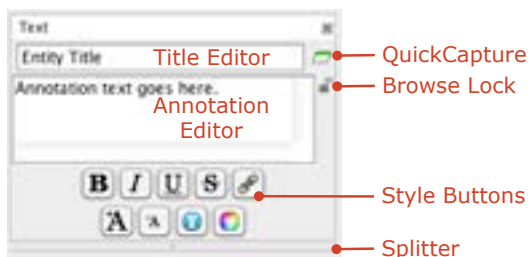 Text
Entity Title Title Editor QuickCapture
Annotation text goes here. Browse Lock
Annotation
Editor
B I U S
A A T Style Buttons
Splitter